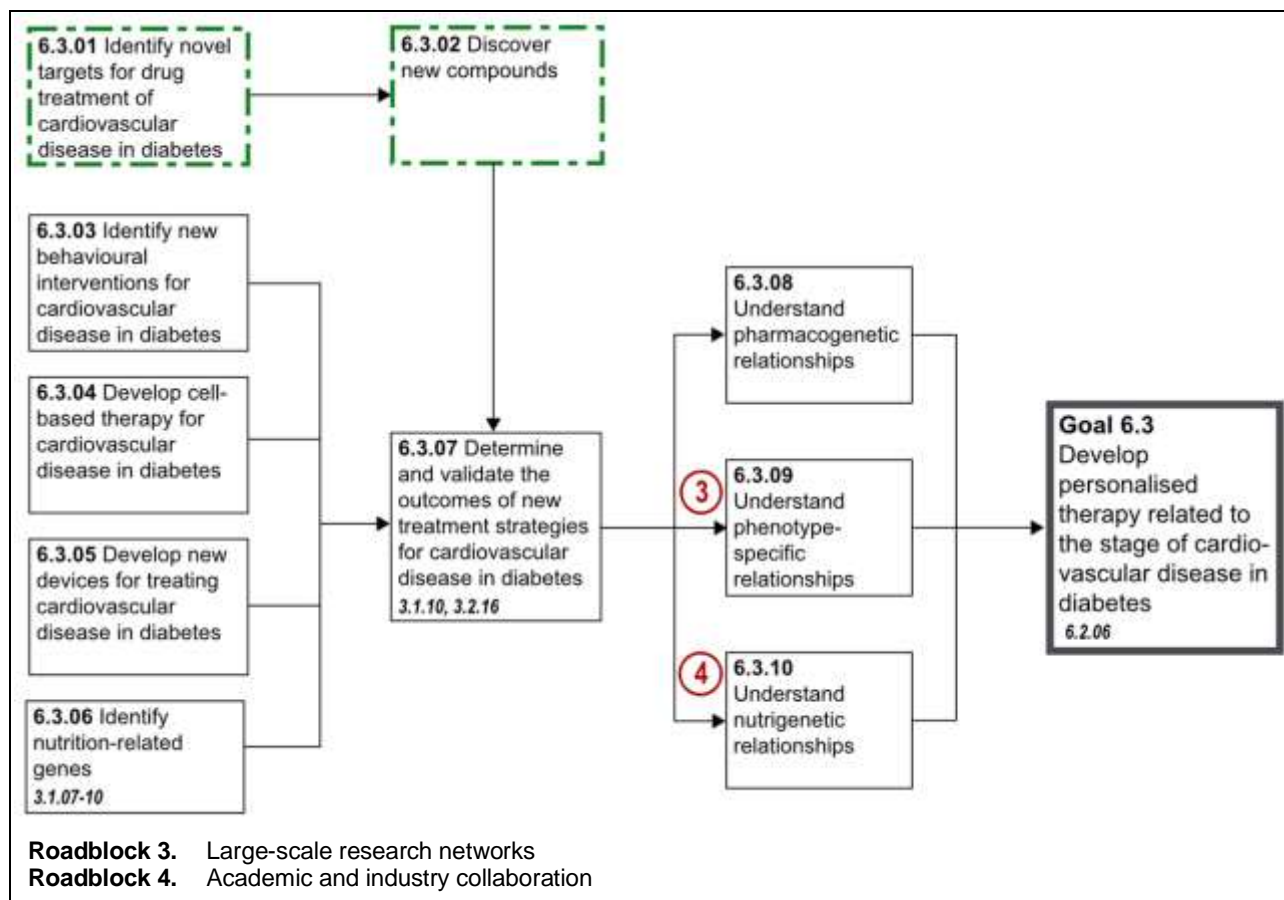 6.3.01 Identify novel
targets for drug
treatment of
cardiovascular
disease in diabetes
6.3.02 Discover
new compounds
6.3.03 Identify new
behavioural
interventions for
cardiovascular
disease in diabetes
6.3.04 Develop cell-
based therapy for
cardiovascular
disease in diabetes
6.3.05 Develop new
devices for treating
cardiovascular
disease in diabetes
6.3.06 Identify
nutrition-related
genes
3.1.07-10
6.3.07 Determine
and validate the
outcomes of new
treatment strategies
for cardiovascular
disease in diabetes
3.1.10, 3.2.16
6.3.08
Understand
pharmacogenetic
relationships
3
6.3.09
Understand
phenotype-
specific
relationships
4
6.3.10
Understand
nutrigenetic
relationships
Goal 6.3
Develop
personalised
therapy related to
the stage of cardio-
vascular disease in
diabetes
6.2.06
Roadblock 3. Large-scale research networks
Roadblock 4. Academic and industry collaboration